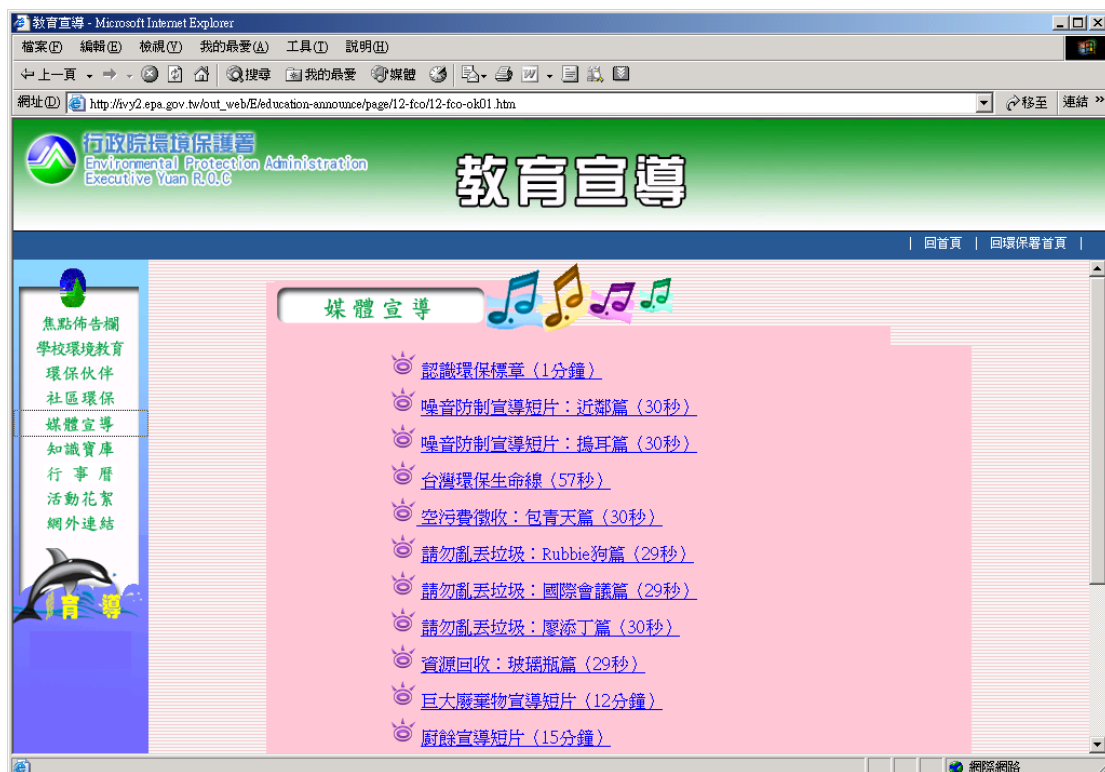 教育宣導 - Microsoft Internet Explorer
檔案(F) 編輯(E) 檢視(V) 我的最愛(A) 工具(T) 說明(H)
上一頁 搜尋 我的最愛 媒體
網址(D) http://ivy2.epa.gov.tw/out_web/E/education-announce/page/12-fco/12-fco-ok01.htm 移至 連結 »
行政院環境保護署
Environmental Protection Administration
Executive Yuan R.O.C
教育宣導
| 回首頁 | 回環保署首頁 |
焦點佈告欄
學校環境教育
環保伙伴
社區環保
媒體宣導
知識寶庫
行事曆
活動花絮
網外連結
育導
媒體宣導
認識環保標章（1分鐘）
噪音防制宣導短片：近鄰篇（30秒）
噪音防制宣導短片：摀耳篇（30秒）
台灣環保生命線（57秒）
空污費徵收：包青天篇（30秒）
請勿亂丟垃圾：Rubbie狗篇（29秒）
請勿亂丟垃圾：國際會議篇（29秒）
請勿亂丟垃圾：廖添丁篇（30秒）
資源回收：玻璃瓶篇（29秒）
巨大廢棄物宣導短片（12分鐘）
廚餘宣導短片（15分鐘）
網際網路